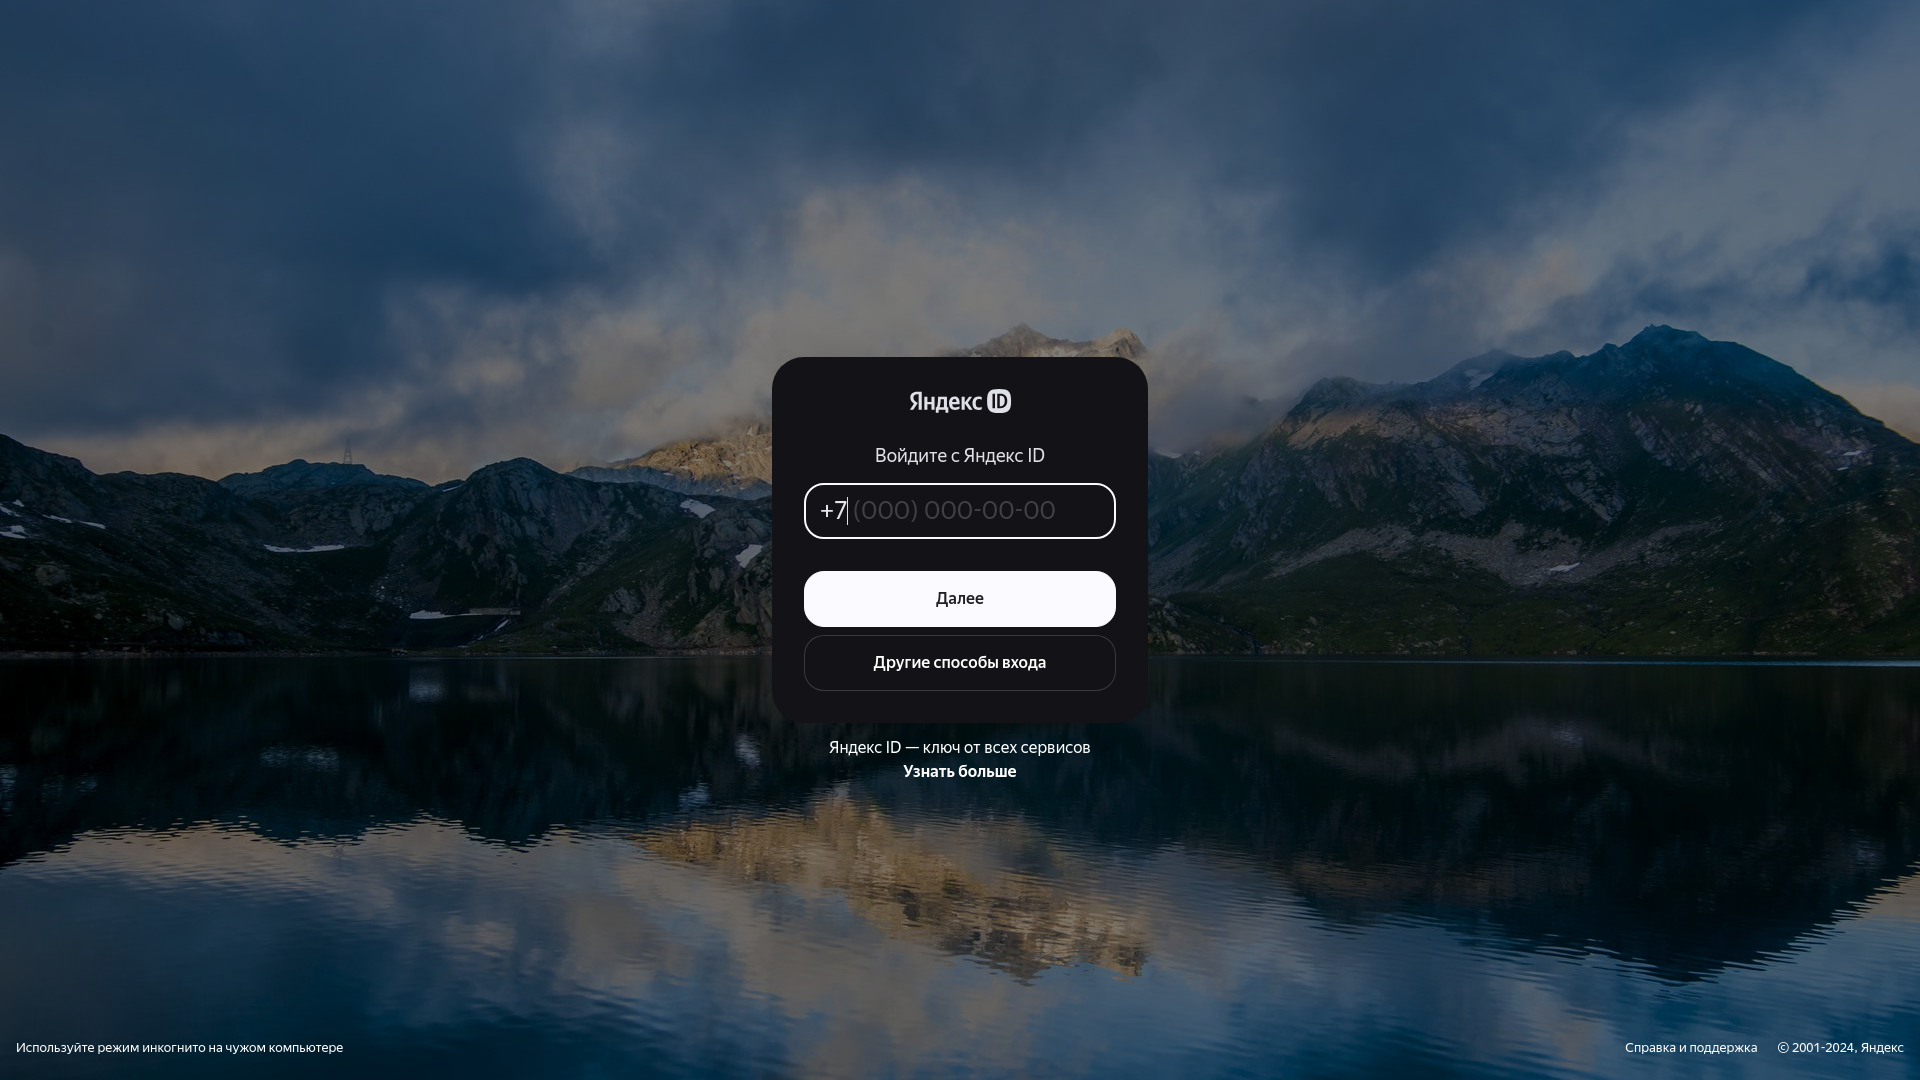 Яндекс ID
Войдите с Яндекс ID
+7 (000) 000-00-00
Далее
Другие способы входа
Яндекс ID — ключ от всех сервисов
Узнать больше
Используйте режим инкогнито на чужом компьютере
Справка и поддержка © 2001-2024, Яндекс